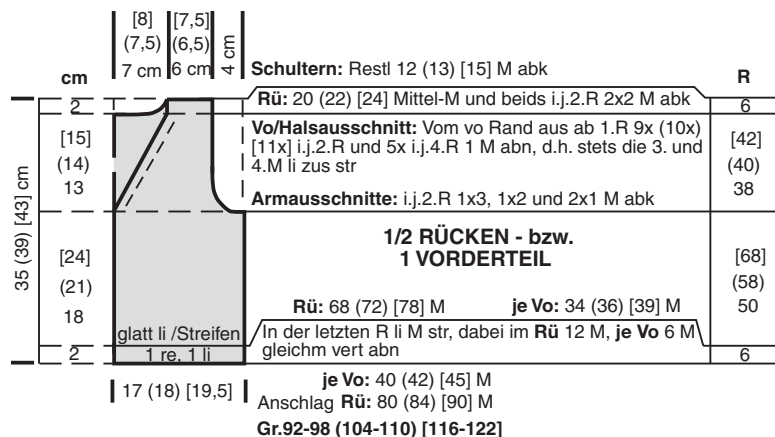 [8] [7,5]
(7,5) (6,5)
7 cm 6 cm 4 cm
cm
Schultern: Restl 12 (13) [15] M abk
R
2
Rü: 20 (22) [24] Mittel-M und beids i.j.2.R 2x2 M abk
6
[15]
(14)
13
Vo/Halsausschnitt: Vom vo Rand aus ab 1.R 9x (10x)
[11x] i.j.2.R und 5x i.j.4.R 1 M abn, d.h. stets die 3. und
4.M li zus str
[42]
(40)
38
Armausschnitte: i.j.2.R 1x3, 1x2 und 2x1 M abk
35 (39) [43] cm
1/2 RÜCKEN - bzw.
1 VORDERTEIL
[24]
(21)
18
[68]
(58)
50
Rü: 68 (72) [78] M je Vo: 34 (36) [39] M
glatt li /Streifen
In der letzten R li M str, dabei im Rü 12 M, je Vo 6 M
gleichm vert abn
2
1 re, 1 li
6
17 (18) [19,5]
je Vo: 40 (42) [45] M
Anschlag Rü: 80 (84) [90] M
Gr.92-98 (104-110) [116-122]